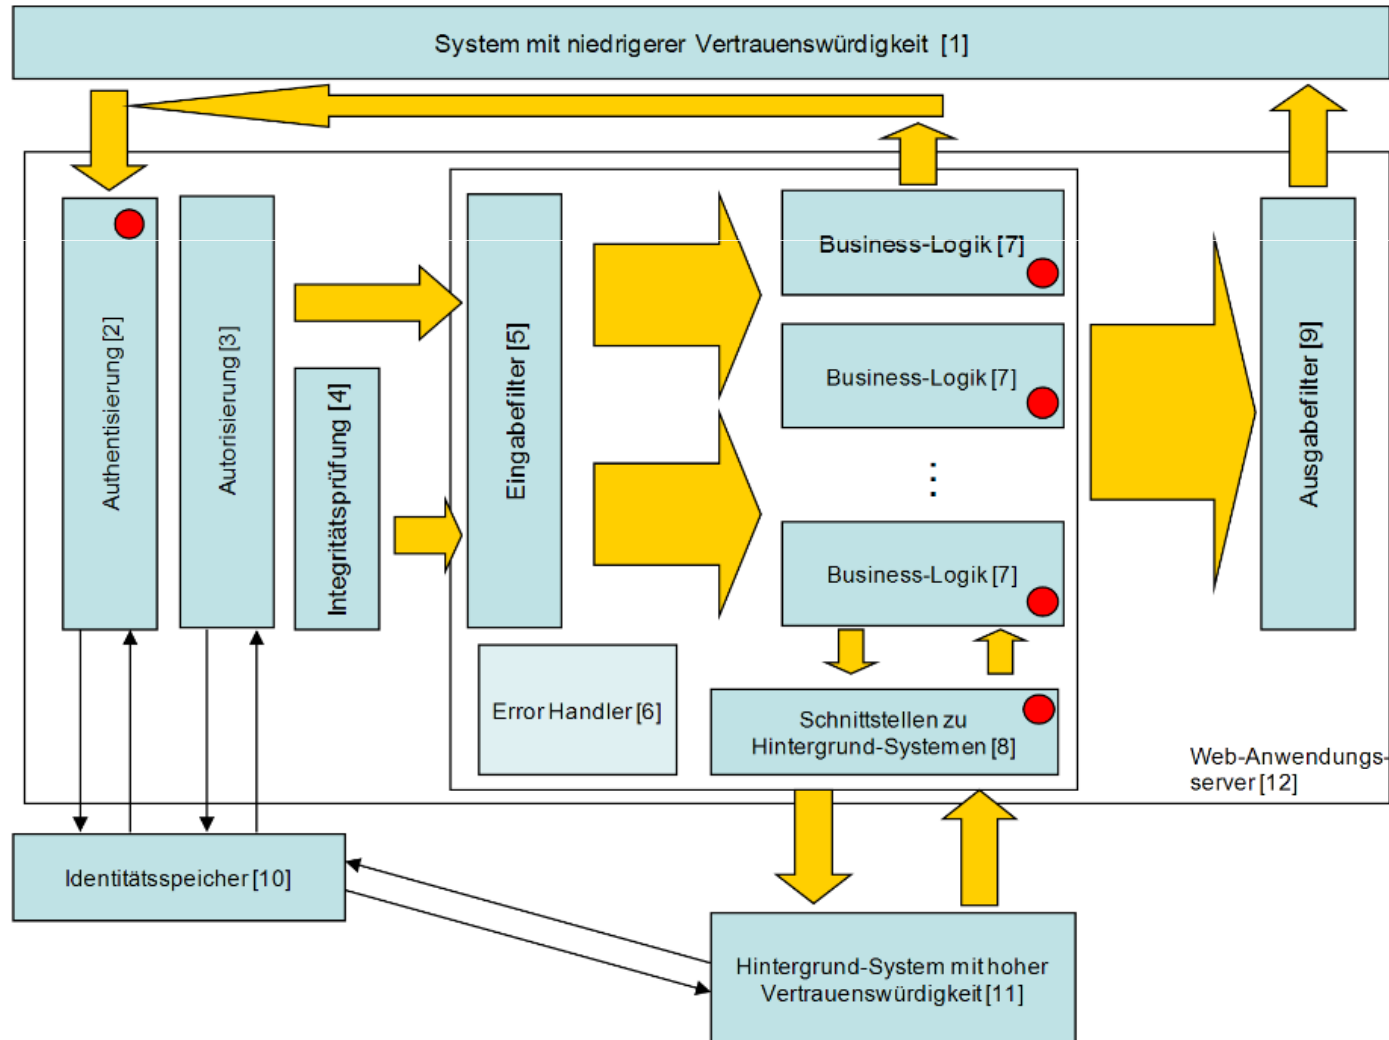 System mit niedrigerer Vertrauenswürdigkeit [1]
Authentisierung [2]
Autorisierung [3]
Integritätsprüfung [4]
Eingabefilter [5]
Business-Logik [7]
Business-Logik [7]
...
Business-Logik [7]
Error Handler [6]
Schnittstellen zu
Hintergrund-Systemen [8]
Ausgabefilter [9]
Web-Anwendungs-
server [12]
Identitätsspeicher [10]
Hintergrund-System mit hoher
Vertrauenswürdigkeit [11]